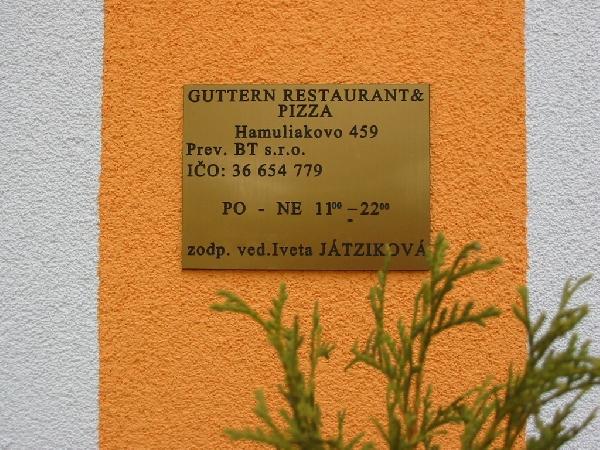 GUTTERN RESTAURANT&
PIZZA
Hamuliakovo 459
Prev. BT s.r.o.
IČO: 36 654 779
PO - NE 11⁰⁰ - 22⁰⁰
zodp. ved.Iveta JÁTZIKOVÁ